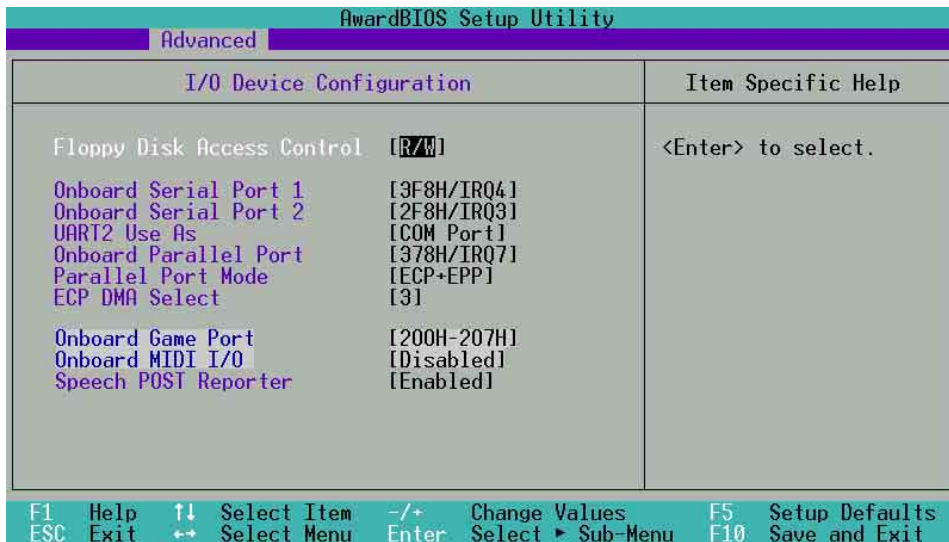 AwardBIOS Setup Utility
Advanced
I/O Device Configuration
Item Specific Help
Floppy Disk Access Control [R/W]
<Enter> to select.
Onboard Serial Port 1 [3F8H/IRQ4]
Onboard Serial Port 2 [2F8H/IRQ3]
UART2 Use As [COM Port]
Onboard Parallel Port [378H/IRQ7]
Parallel Port Mode [ECP+EPP]
ECP DMA Select [3]
Onboard Game Port [200H-207H]
Onboard MIDI I/O [Disabled]
Speech POST Reporter [Enabled]
F1 Help ↑↓ Select Item -/+ Change Values F5 Setup Defaults
ESC Exit ←→ Select Menu Enter Select ► Sub-Menu F10 Save and Exit